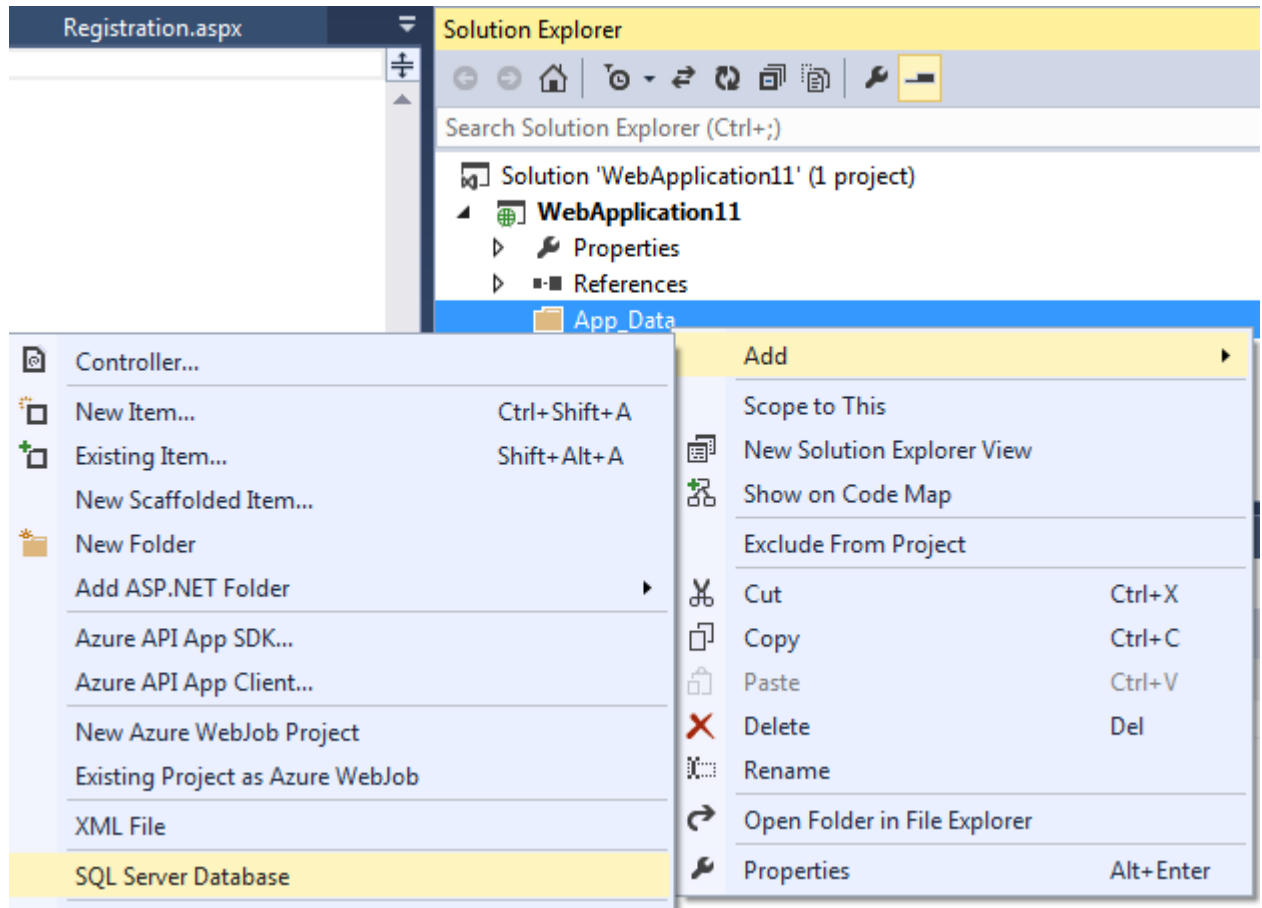 Registration.aspx
Solution Explorer
Search Solution Explorer (Ctrl+;)
Solution 'WebApplication11' (1 project)
WebApplication11
Properties
References
App_Data
Controller...
New Item... Ctrl+Shift+A
Existing Item... Shift+Alt+A
New Scaffolded Item...
New Folder
Add ASP.NET Folder
Azure API App SDK...
Azure API App Client...
New Azure WebJob Project
Existing Project as Azure WebJob
XML File
SQL Server Database
Add
Scope to This
New Solution Explorer View
Show on Code Map
Exclude From Project
Cut Ctrl+X
Copy Ctrl+C
Paste Ctrl+V
Delete Del
Rename
Open Folder in File Explorer
Properties Alt+Enter